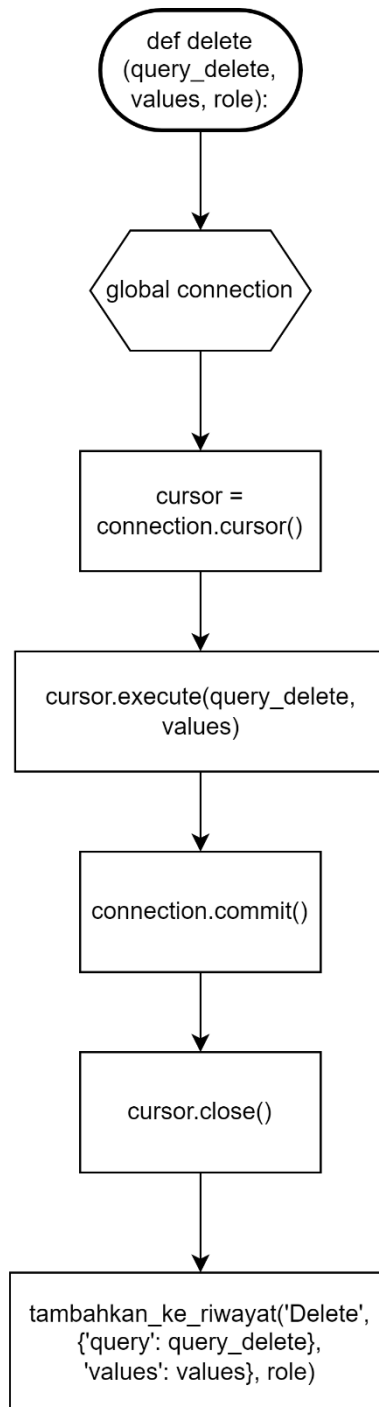 def delete
(query_delete,
values, role):
global connection
cursor =
connection.cursor()
cursor.execute(query_delete,
values)
connection.commit()
cursor.close()
tambahkan_ke_riwayat('Delete',
{'query': query_delete},
'values': values}, role)